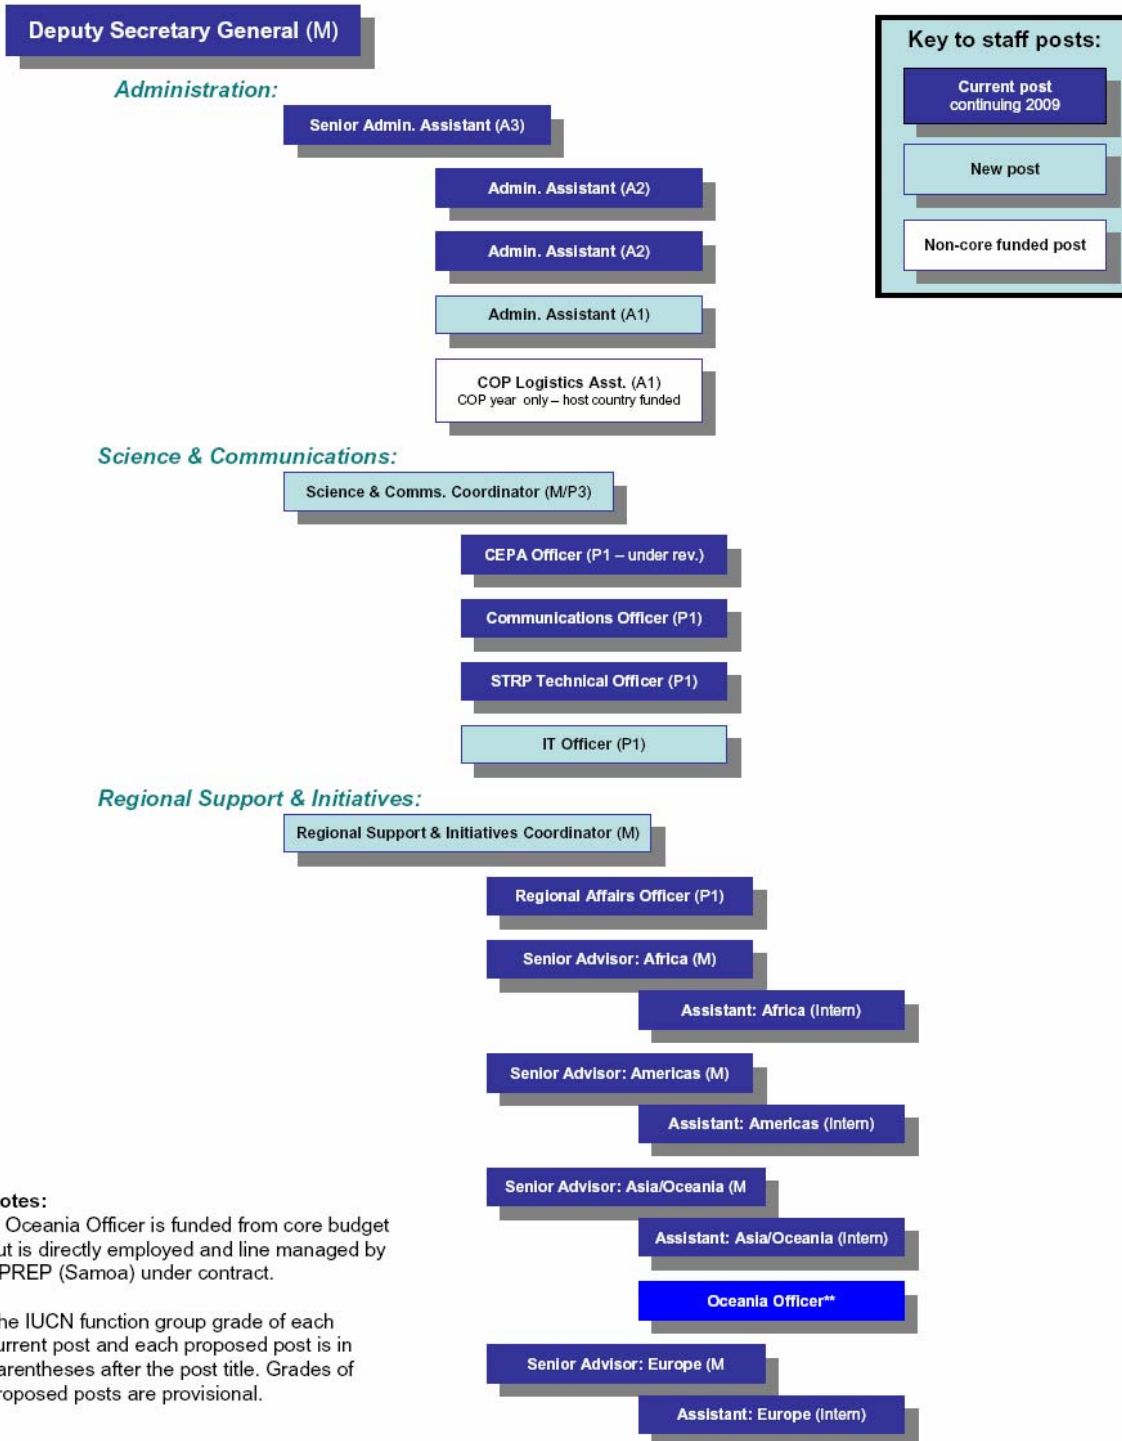 Deputy Secretary General (M)
Key to staff posts:
Current post
continuing 2009
New post
Non-core funded post
Administration:
Senior Admin. Assistant (A3)
Admin. Assistant (A2)
Admin. Assistant (A2)
Admin. Assistant (A1)
COP Logistics Asst. (A1)
COP year only – host country funded
Science & Communications:
Science & Comms. Coordinator (M/P3)
CEPA Officer (P1 – under rev.)
Communications Officer (P1)
STRP Technical Officer (P1)
IT Officer (P1)
Regional Support & Initiatives:
Regional Support & Initiatives Coordinator (M)
Regional Affairs Officer (P1)
Senior Advisor: Africa (M)
Assistant: Africa (Intern)
Senior Advisor: Americas (M)
Assistant: Americas (Intern)
Senior Advisor: Asia/Oceania (M
Assistant: Asia/Oceania (Intern)
Oceania Officer**
Senior Advisor: Europe (M
Assistant: Europe (Intern)
otes:
Oceania Officer is funded from core budget
ut is directly employed and line managed by
PREP (Samoa) under contract.
he IUCN function group grade of each
urrent post and each proposed post is in
arentheses after the post title. Grades of
roposed posts are provisional.